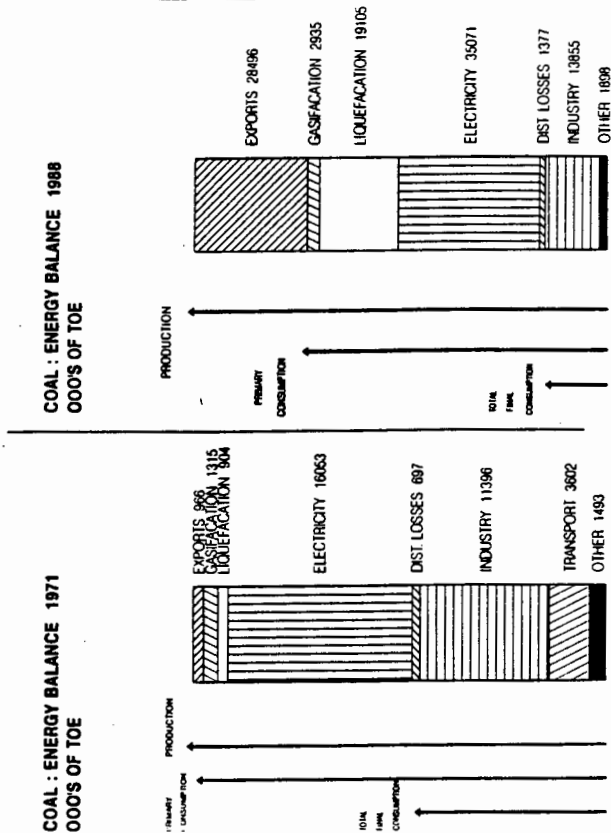 COAL : ENERGY BALANCE 1971
000'S OF TOE
PRODUCTION
PRIMARY
CONSUMPTION
TOTAL
FINAL
CONSUMPTION
EXPORTS 966
GASIFACATION 1315
LIQUEFACATION 904
ELECTRICITY 16053
DIST. LOSSES 697
INDUSTRY 11396
TRANSPORT 3602
OTHER 1493
COAL : ENERGY BALANCE 1988
000'S OF TOE
PRODUCTION
PRIMARY
CONSUMPTION
TOTAL
FINAL
CONSUMPTION
EXPORTS 28496
GASIFACATION 2935
LIQUEFACATION 19105
ELECTRICITY 35071
DIST LOSSES 1377
INDUSTRY 13855
OTHER 1898